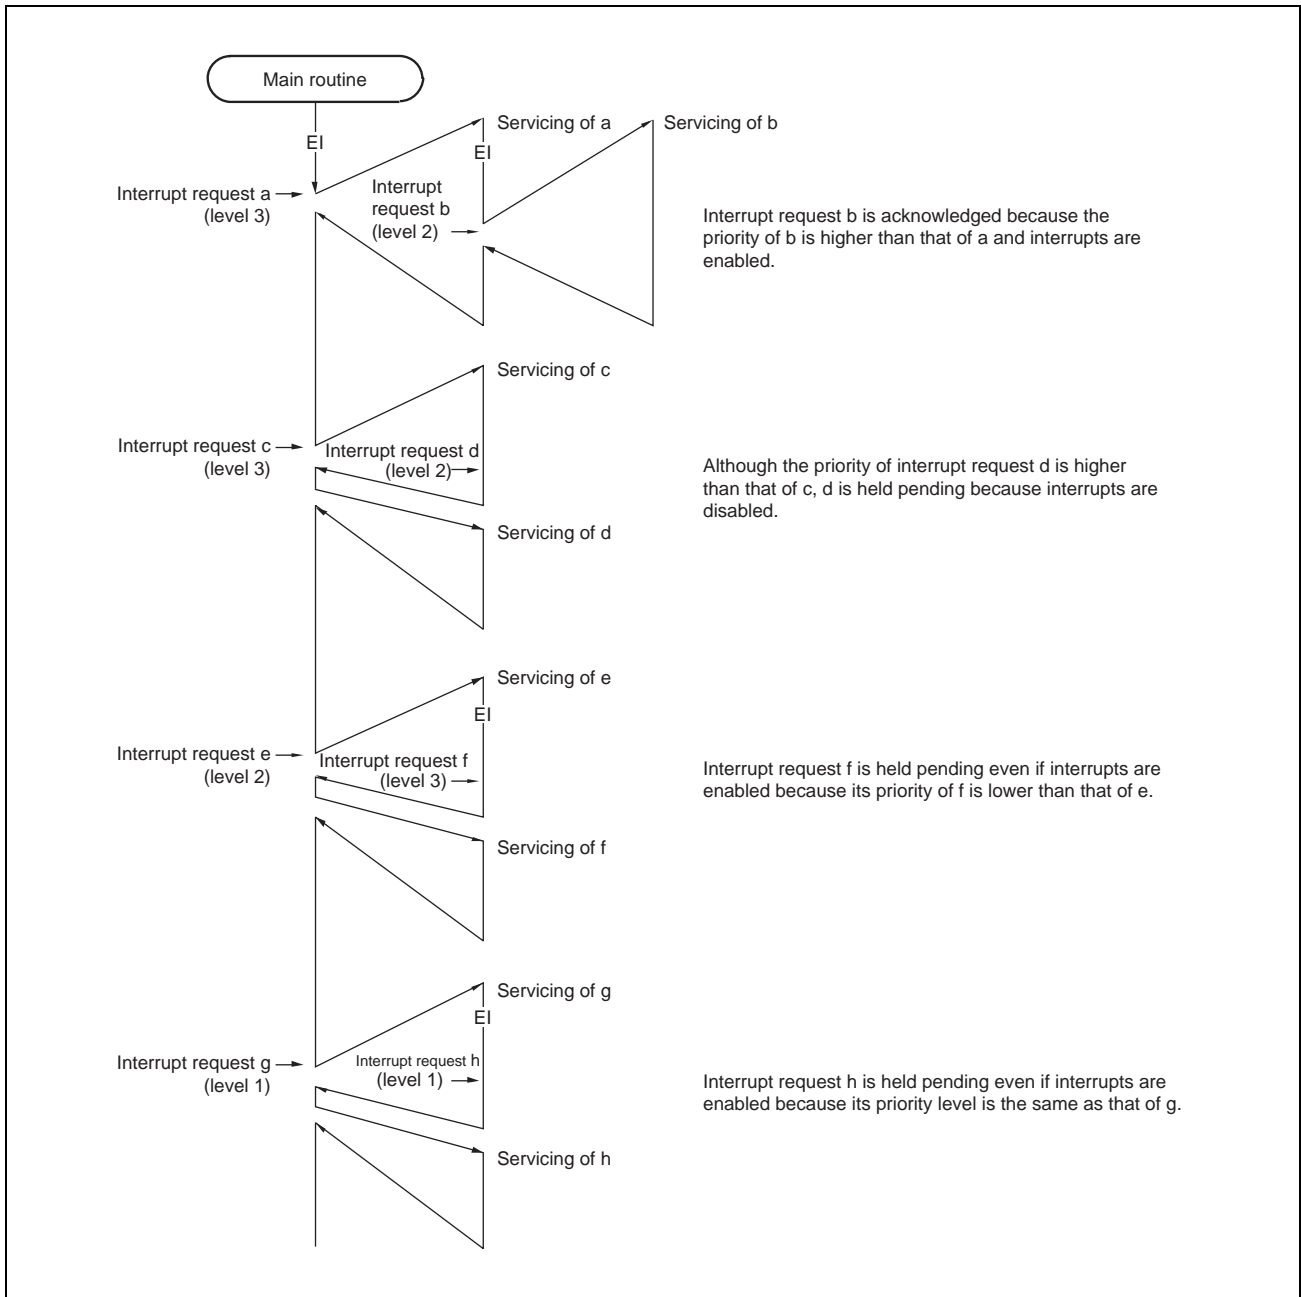 Main routine
EI
Servicing of a
Servicing of b
EI
Interrupt request a
(level 3)
Interrupt
request b
(level 2)
Interrupt request b is acknowledged because the
priority of b is higher than that of a and interrupts are
enabled.
Servicing of c
Interrupt request c
(level 3)
Interrupt request d
(level 2)
Although the priority of interrupt request d is higher
than that of c, d is held pending because interrupts are
disabled.
Servicing of d
Servicing of e
EI
Interrupt request e
(level 2)
Interrupt request f
(level 3)
Interrupt request f is held pending even if interrupts are
enabled because its priority of f is lower than that of e.
Servicing of f
Servicing of g
EI
Interrupt request g
(level 1)
Interrupt request h
(level 1)
Interrupt request h is held pending even if interrupts are
enabled because its priority level is the same as that of g.
Servicing of h